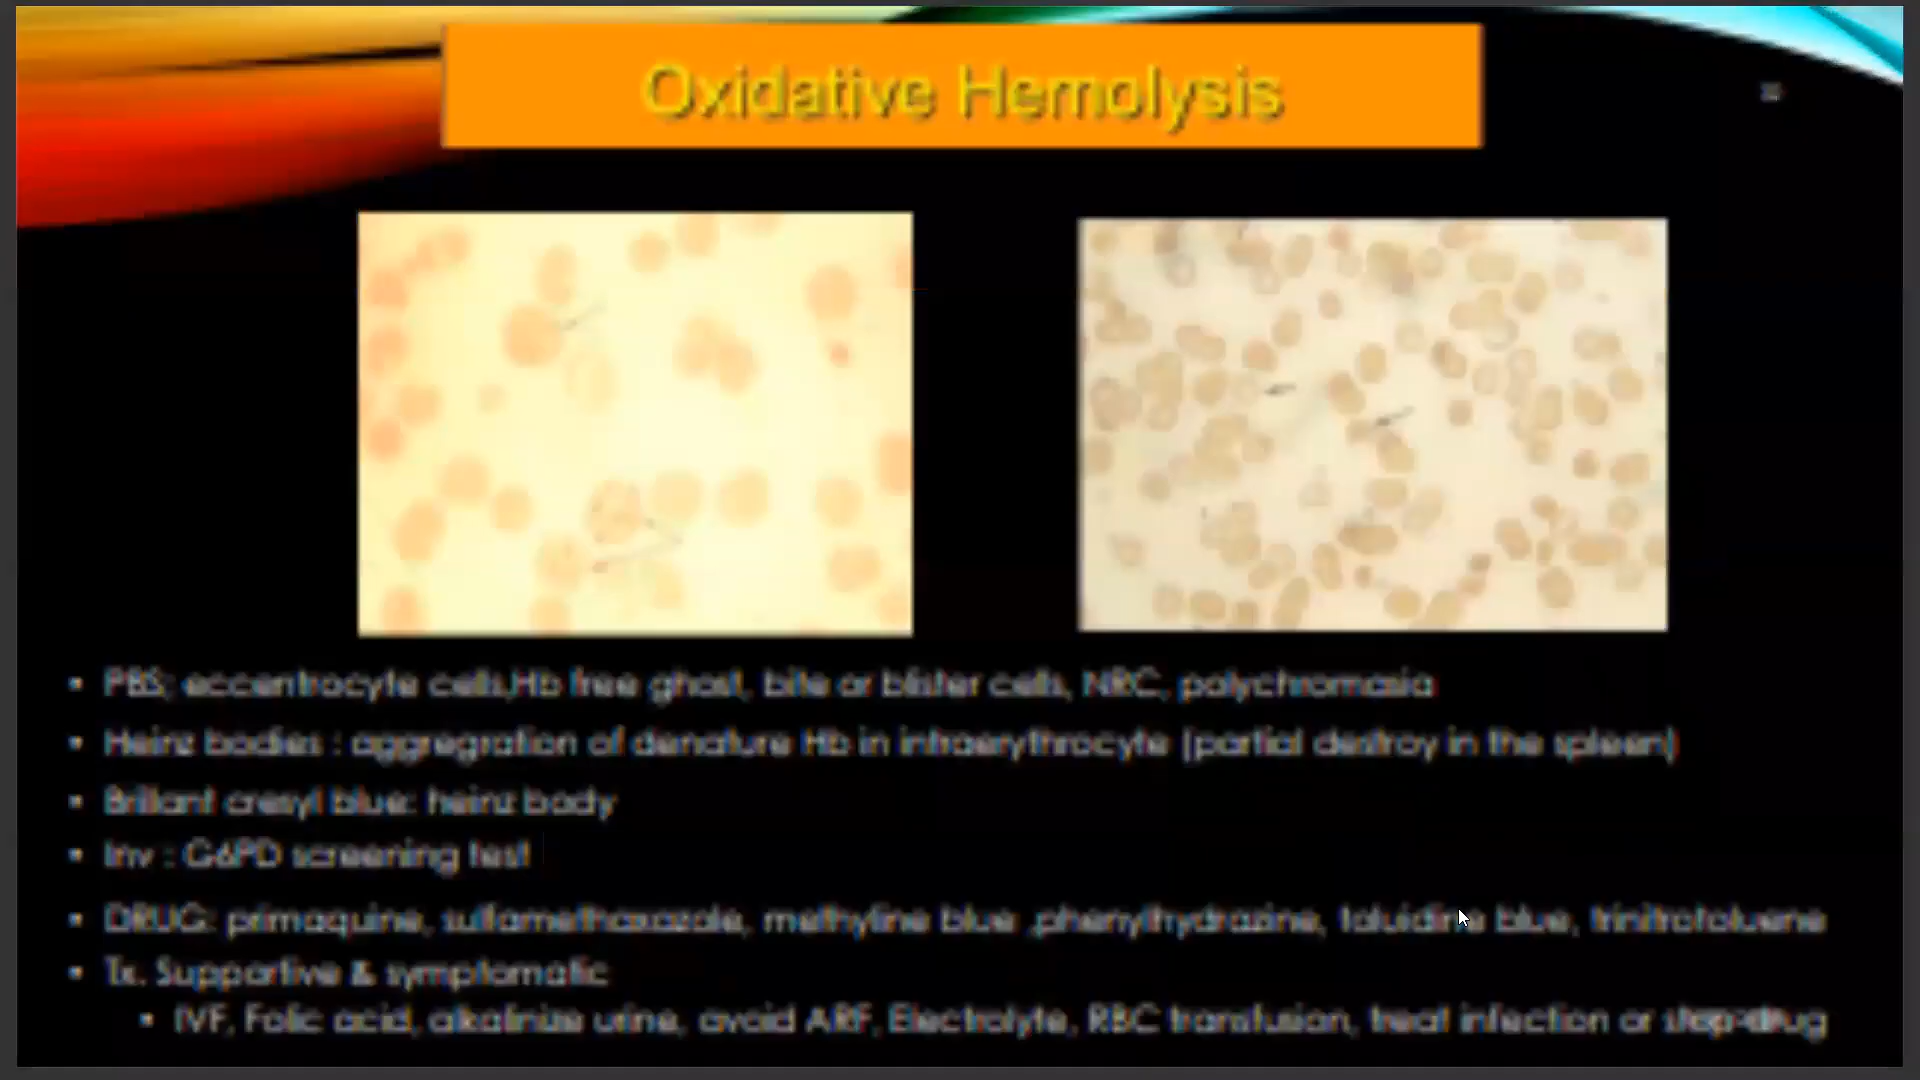 Oxidative Hemolysis
• PBS; eccentrocyte cells,Hb free ghost, bite or blister cells, NRC, polychromasia
• Heinz bodies : aggregration of denature Hb in intraerythrocyte (partial destroy in the spleen)
• Brillant cresyl blue: heinz body
• Inv : G6PD screening test
• DRUG: primaquine, sulfamethoxazole, methyline blue ,phenylhydrazine, toluidine blue, trinitrotoluene
• Tx. Supportive & symptomatic
• IVF, Folic acid, alkalinize urine, avoid ARF, Electrolyte, RBC transfusion, treat infection or stop drug